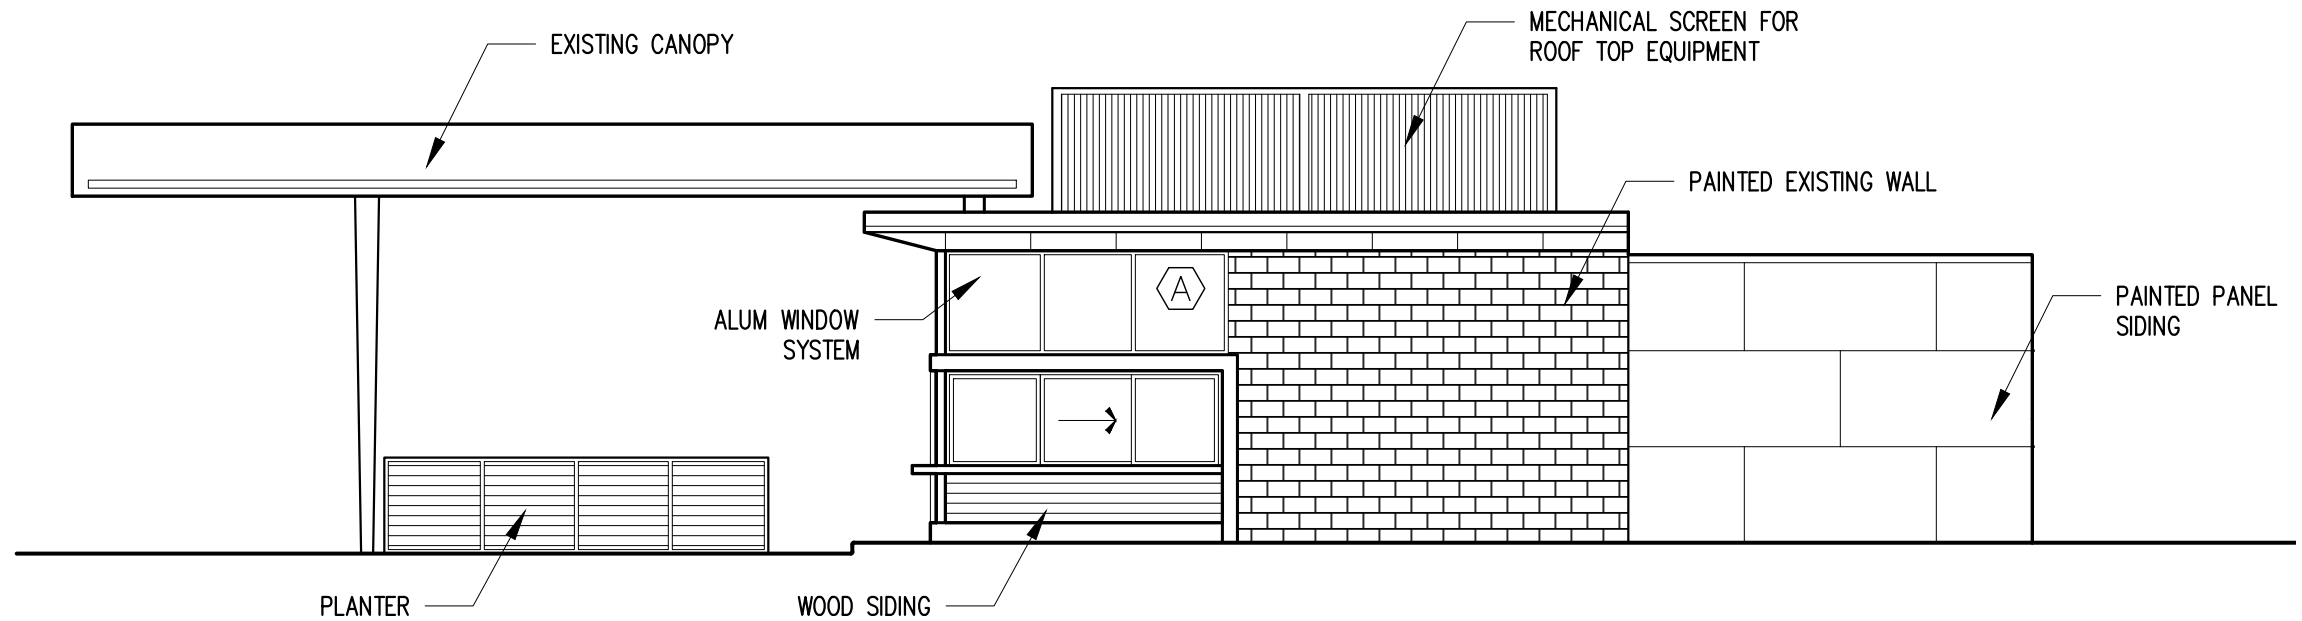 MECHANICAL SCREEN FOR
ROOF TOP EQUIPMENT
EXISTING CANOPY
PAINTED EXISTING WALL
A
PAINTED PANEL
SIDING
ALUM WINDOW
SYSTEM
PLANTER
WOOD SIDING